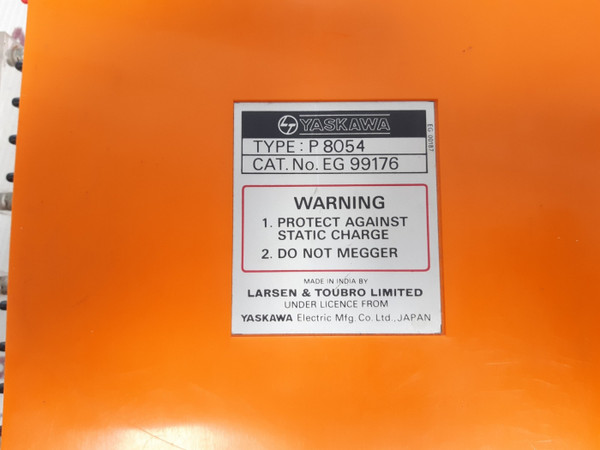 YASKAWA
TYPE: P 8054
CAT. No. EG 99176
WARNING
1. PROTECT AGAINST
STATIC CHARGE
2. DO NOT MEGGER
MADE IN INDIA BY
LARSEN & TOUBRO LIMITED
UNDER LICENCE FROM
YASKAWA Electric Mfg. Co. Ltd., JAPAN